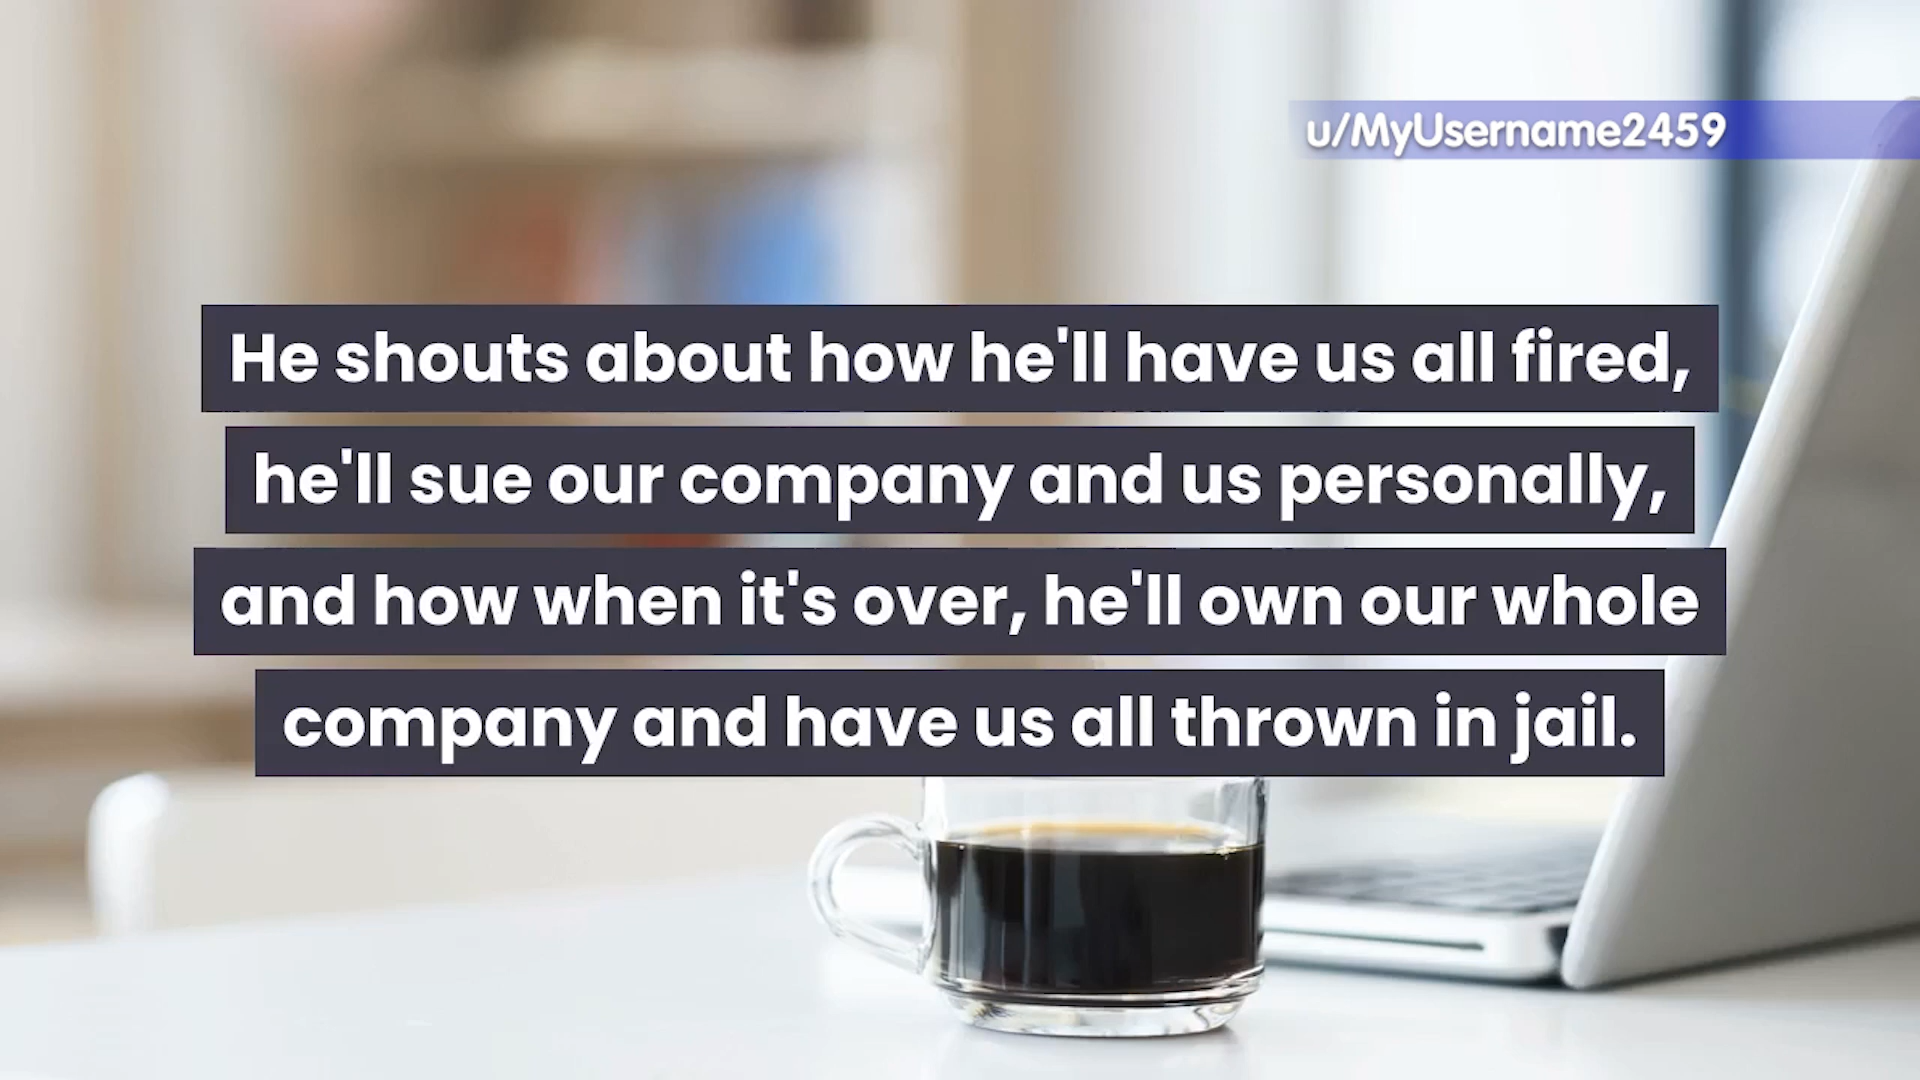 u/MyUsername2459
He shouts about how he'll have us all fired,
he'll sue our company and us personally,
and how when it's over, he'll own our whole
company and have us all thrown in jail.